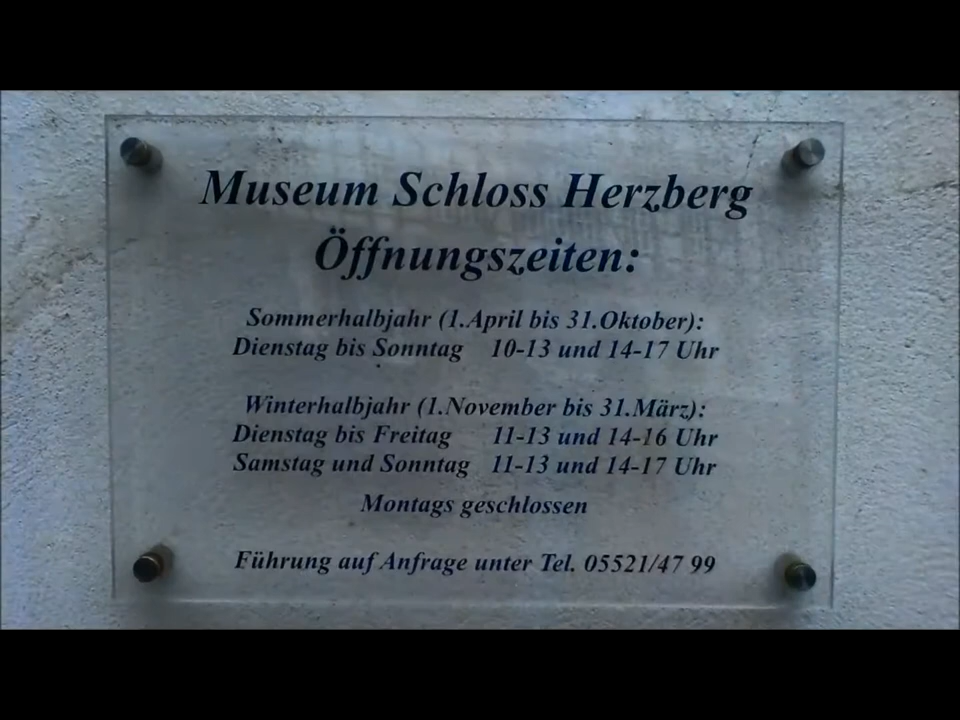 Museum Schloss Herzberg
Öffnungszeiten:
Sommerhalbjahr (1.April bis 31.Oktober):
Dienstag bis Sonntag 10-13 und 14-17 Uhr
Winterhalbjahr (1.November bis 31.März):
Dienstag bis Freitag 11-13 und 14-16 Uhr
Samstag und Sonntag 11-13 und 14-17 Uhr
Montags geschlossen
Führung auf Anfrage unter Tel. 05521/47 99